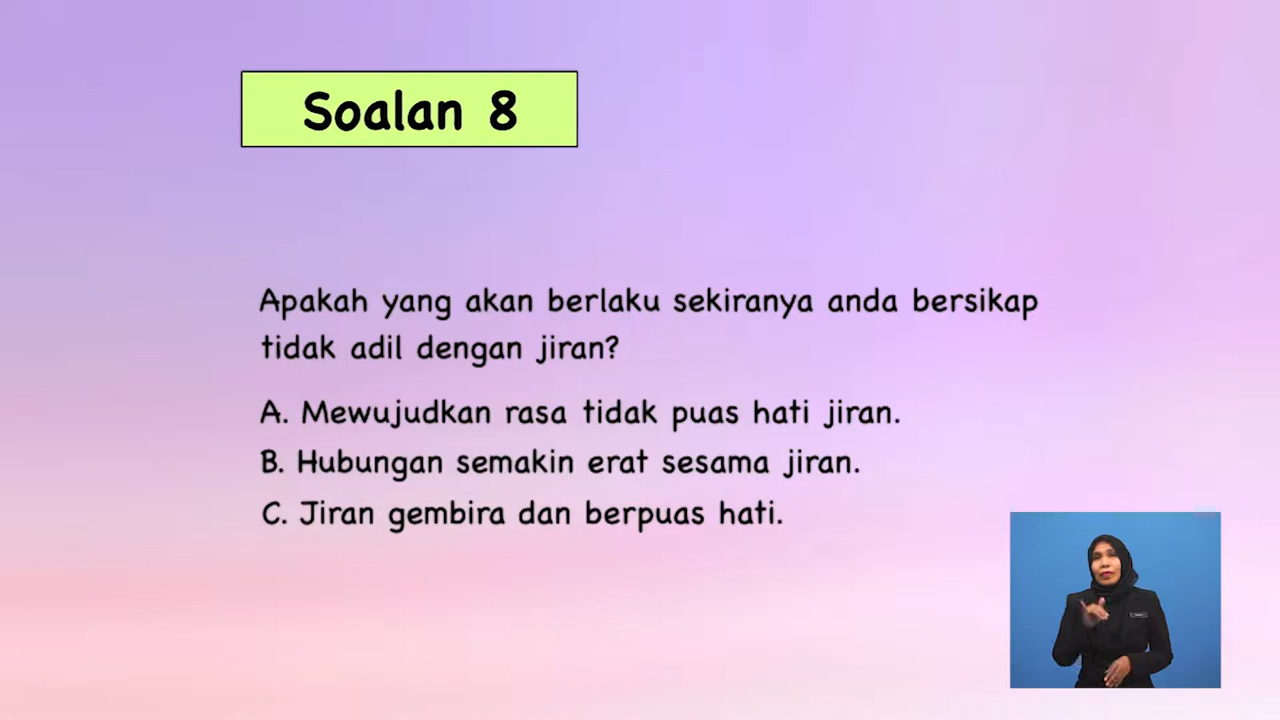 Soalan 8
Apakah yang akan berlaku sekiranya anda bersikap
tidak adil dengan jiran?
A. Mewujudkan rasa tidak puas hati jiran.
B. Hubungan semakin erat sesama jiran.
C. Jiran gembira dan berpuas hati.